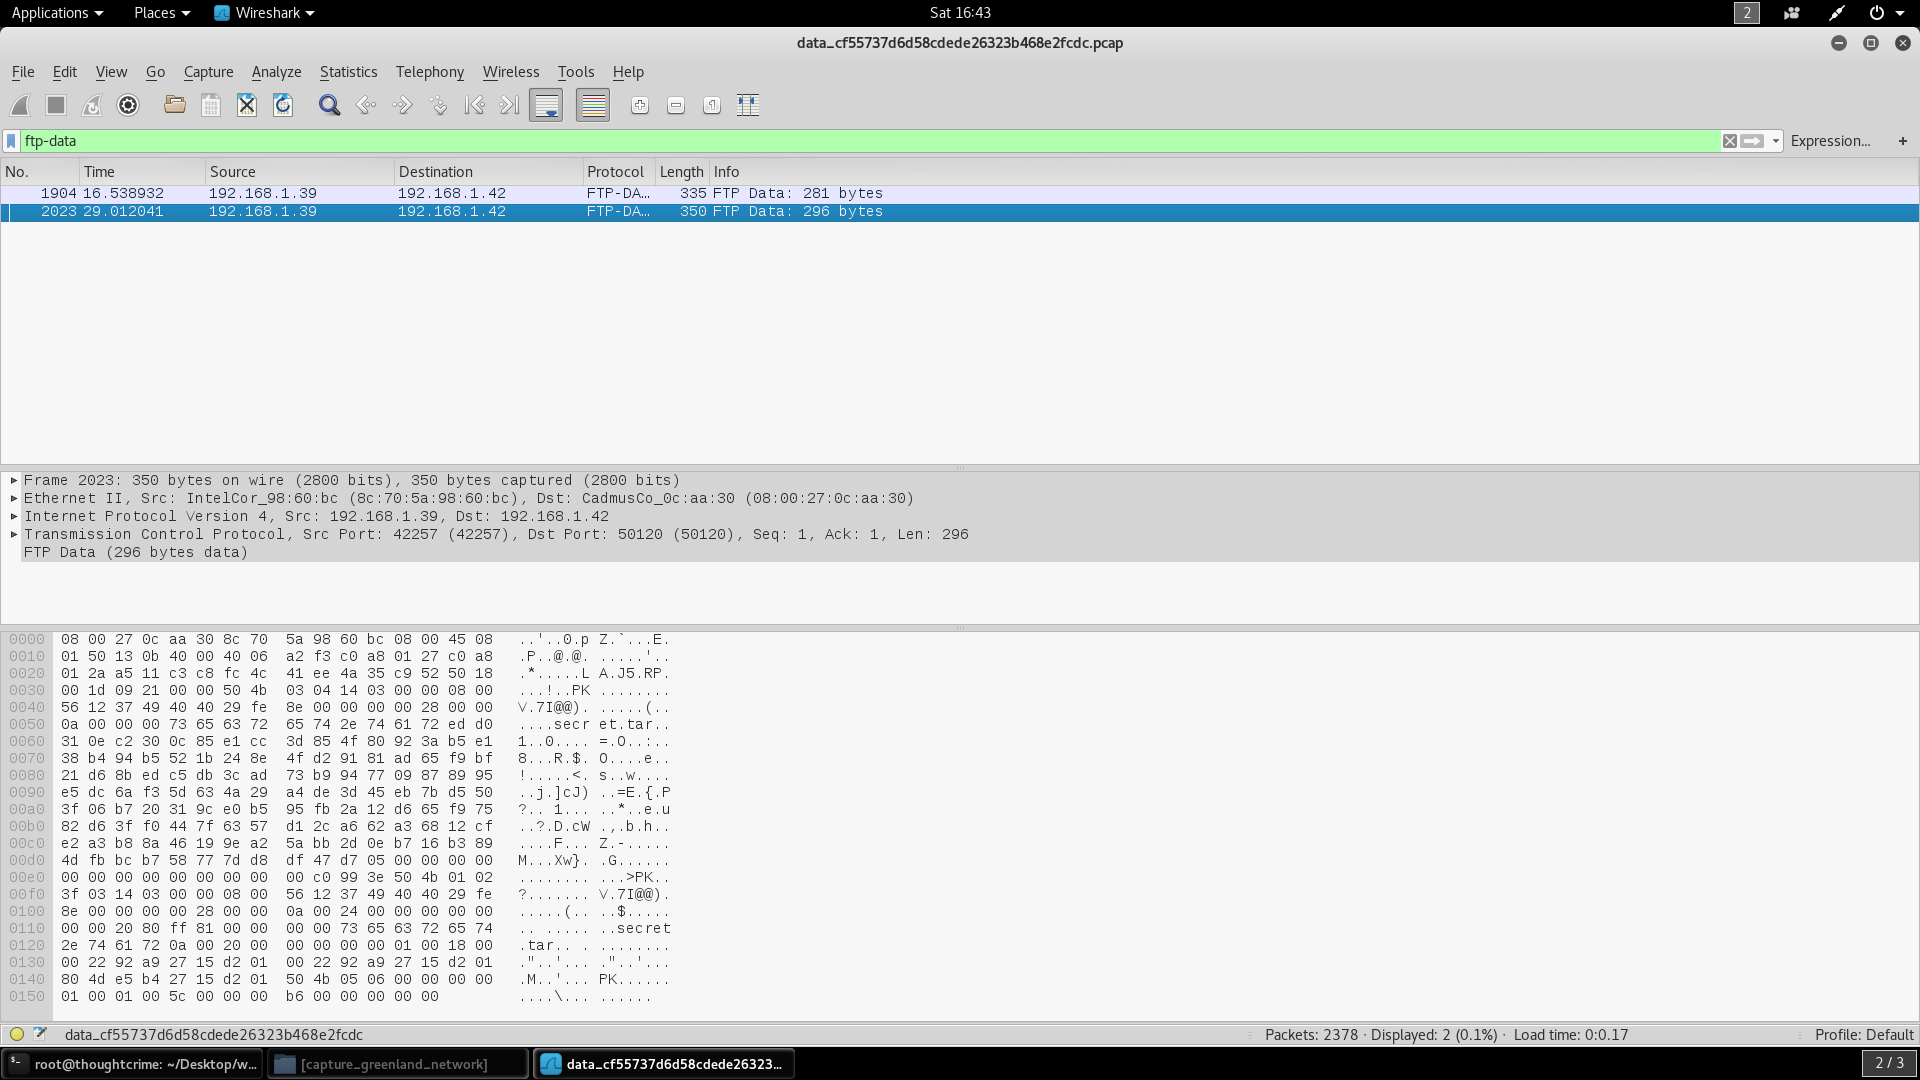 Applications Places Wireshark Sat 16:43 2
data_cf55737d6d58cdede26323b468e2fcdc.pcap
File Edit View Go Capture Analyze Statistics Telephony Wireless Tools Help
ftp-data Expression... +
No. Time Source Destination Protocol Length Info
1904 16.538932 192.168.1.39 192.168.1.42 FTP-DA… 335 FTP Data: 281 bytes
2023 29.012041 192.168.1.39 192.168.1.42 FTP-DA… 350 FTP Data: 296 bytes
Frame 2023: 350 bytes on wire (2800 bits), 350 bytes captured (2800 bits)
Ethernet II, Src: IntelCor_98:60:bc (8c:70:5a:98:60:bc), Dst: CadmusCo_0c:aa:30 (08:00:27:0c:aa:30)
Internet Protocol Version 4, Src: 192.168.1.39, Dst: 192.168.1.42
Transmission Control Protocol, Src Port: 42257 (42257), Dst Port: 50120 (50120), Seq: 1, Ack: 1, Len: 296
FTP Data (296 bytes data)
0000 08 00 27 0c aa 30 8c 70 5a 98 60 bc 08 00 45 08 ..'..0.p Z.`...E.
0010 01 50 13 0b 40 00 40 06 a2 f3 c0 a8 01 27 c0 a8 .P..@.@. .....'..
0020 01 2a a5 11 c3 c8 fc 4c 41 ee 4a 35 c9 52 50 18 .*.....L A.J5.RP.
0030 00 1d 09 21 00 00 50 4b 03 04 14 03 00 00 08 00 ...!..PK ........
0040 56 12 37 49 40 40 29 fe 8e 00 00 00 00 28 00 00 V.7I@@). .....(..
0050 0a 00 00 00 73 65 63 72 65 74 2e 74 61 72 ed d0 ....secr et.tar..
0060 31 0e c2 30 0c 85 e1 cc 3d 85 4f 80 92 3a b5 e1 1..0.... =.O..:..
0070 38 b4 94 b5 52 1b 24 8e 4f d2 91 81 ad 65 f9 bf 8...R.$. O....e..
0080 21 d6 8b ed c5 db 3c ad 73 b9 94 77 09 87 89 95 !.....<. s..w....
0090 e5 dc 6a f3 5d 63 4a 29 a4 de 3d 45 eb 7b d5 50 ..j.]cJ) ..=E.{.P
00a0 3f 06 b7 20 31 9c e0 b5 95 fb 2a 12 d6 65 f9 75 ?.. 1... ..*..e.u
00b0 82 d6 3f f0 44 7f 63 57 d1 2c a6 62 a3 68 12 cf ..?.D.cW .,.b.h..
00c0 e2 a3 b8 8a 46 19 9e a2 5a bb 2d 0e b7 16 b3 89 ....F... Z.-.....
00d0 4d fb bc b7 58 77 7d d8 df 47 d7 05 00 00 00 00 M...Xw}. .G......
00e0 00 00 00 00 00 00 00 00 00 c0 99 3e 50 4b 01 02 ........ ...>PK..
00f0 3f 03 14 03 00 00 08 00 56 12 37 49 40 40 29 fe ?....... V.7I@@).
0100 8e 00 00 00 00 28 00 00 0a 00 24 00 00 00 00 00 .....(.. ..$.....
0110 00 00 20 80 ff 81 00 00 00 00 73 65 63 72 65 74 .. ..... ..secret
0120 2e 74 61 72 0a 00 20 00 00 00 00 00 01 00 18 00 .tar.. . ........
0130 00 22 92 a9 27 15 d2 01 00 22 92 a9 27 15 d2 01 ."..'... ."..'...
0140 80 4d e5 b4 27 15 d2 01 50 4b 05 06 00 00 00 00 .M..'... PK......
0150 01 00 01 00 5c 00 00 00 b6 00 00 00 00 00 ....\... ......
data_cf55737d6d58cdede26323b468e2fcdc Packets: 2378 · Displayed: 2 (0.1%) · Load time: 0:0.17 Profile: Default
root@thoughtcrime: ~/Desktop/w… [capture_greenland_network] data_cf55737d6d58cdede26323… 2 / 3